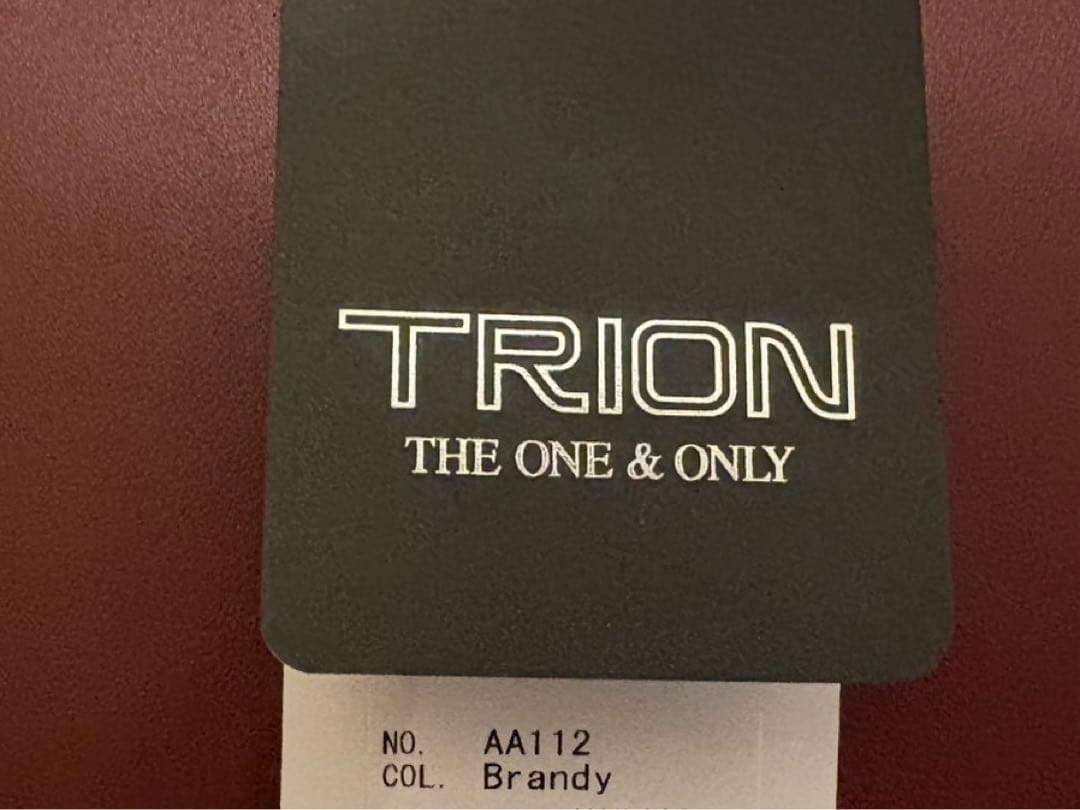 TRION
THE ONE & ONLY
NO. AA112
COL. Brandy